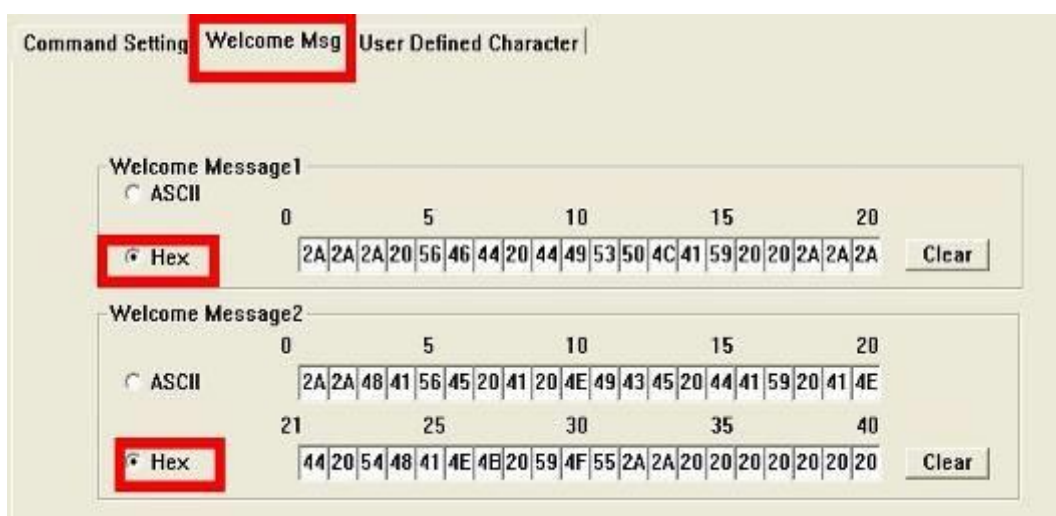 Command Setting Welcome Msg User Defined Character
Welcome Message1
ASCII
0 5 10 15 20
Hex 2A 2A 2A 20 56 46 44 20 44 49 53 50 4C 41 59 20 20 2A 2A 2A Clear
Welcome Message2
0 5 10 15 20
ASCII 2A 2A 48 41 56 45 20 41 20 4E 49 43 45 20 44 41 59 20 41 4E
21 25 30 35 40
Hex 44 20 54 48 41 4E 4B 20 59 4F 55 2A 2A 20 20 20 20 20 20 20 Clear